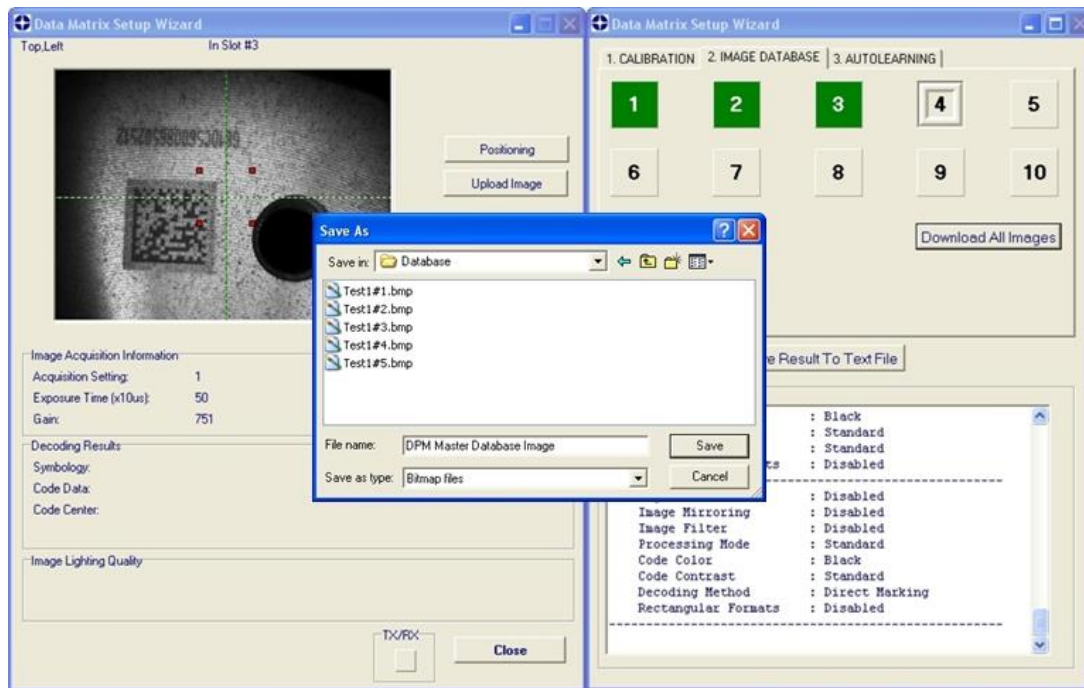 Data Matrix Setup Wizard
Top,Left In Slot #3
Positioning
Upload Image
Image Acquisition Information
Acquisition Setting: 1
Exposure Time (x10us): 50
Gain: 751
Decoding Results
Symbology:
Code Data:
Code Center:
Image Lighting Quality
TX/RX
Close
Save As
Save in: Database
Test1#1.bmp
Test1#2.bmp
Test1#3.bmp
Test1#4.bmp
Test1#5.bmp
File name: DPM Master Database Image
Save
Save as type: Bitmap files
Cancel
Data Matrix Setup Wizard
1. CALIBRATION 2. IMAGE DATABASE 3. AUTOLEARNING
1 2 3 4 5
6 7 8 9 10
Download All Images
Result To Text File
: Black
: Standard
: Standard
: Disabled
: Disabled
Image Mirroring : Disabled
Image Filter : Disabled
Processing Mode : Standard
Code Color : Black
Code Contrast : Standard
Decoding Method : Direct Marking
Rectangular Formats : Disabled